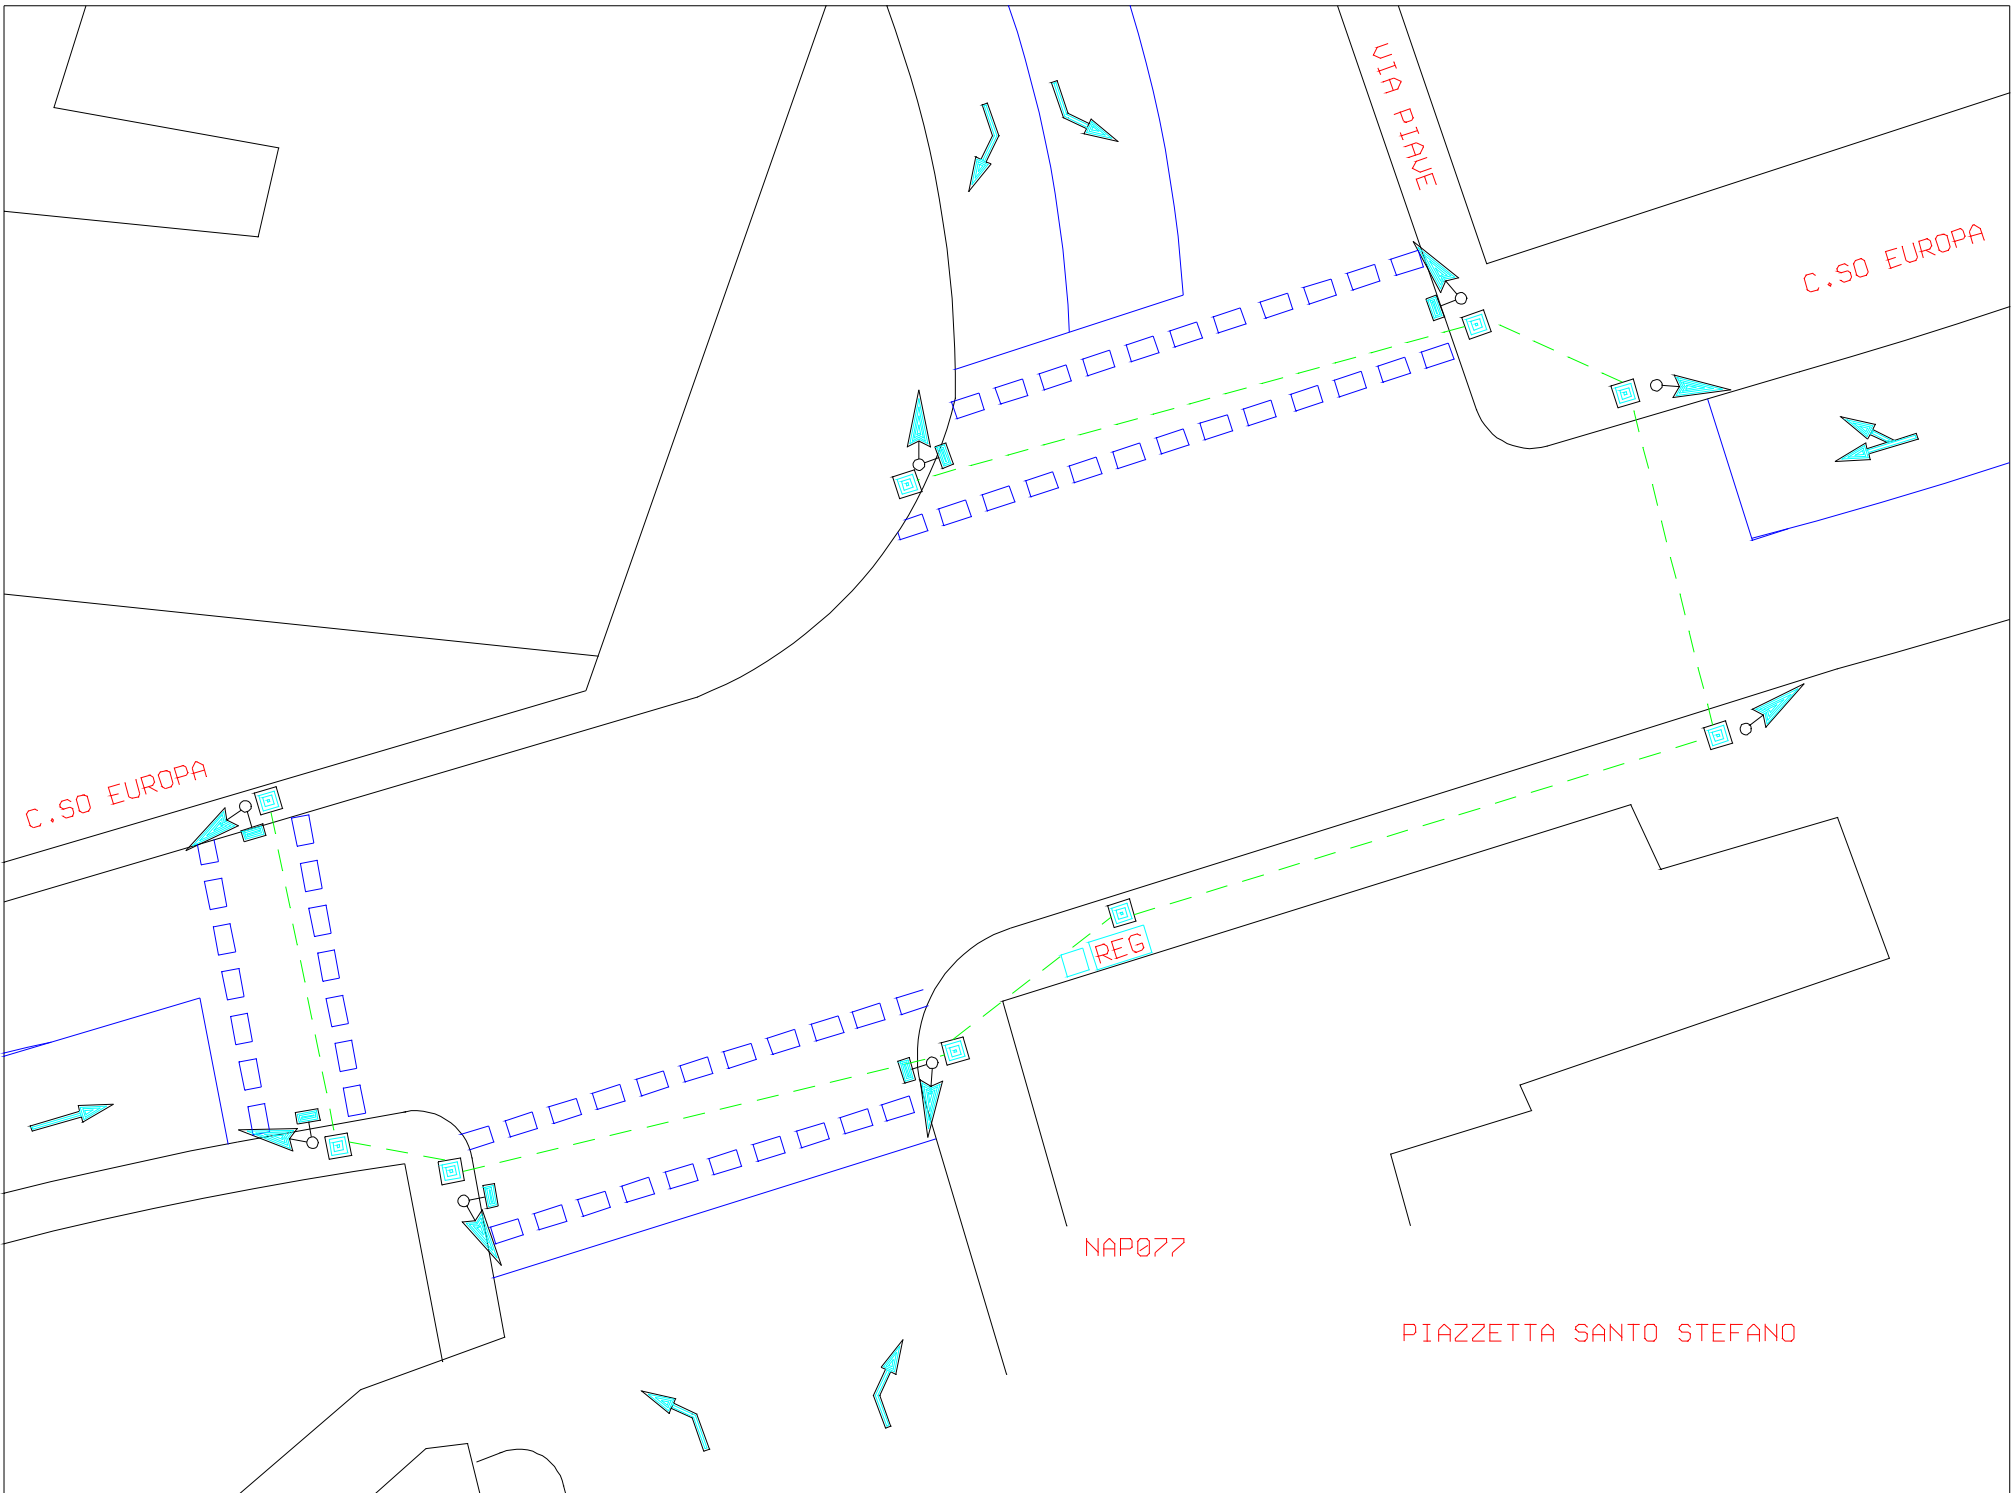 VIA PIAVE
C.SO EUROPA
C.SO EUROPA
REG
NAP077
PIAZZETTA SANTO STEFANO